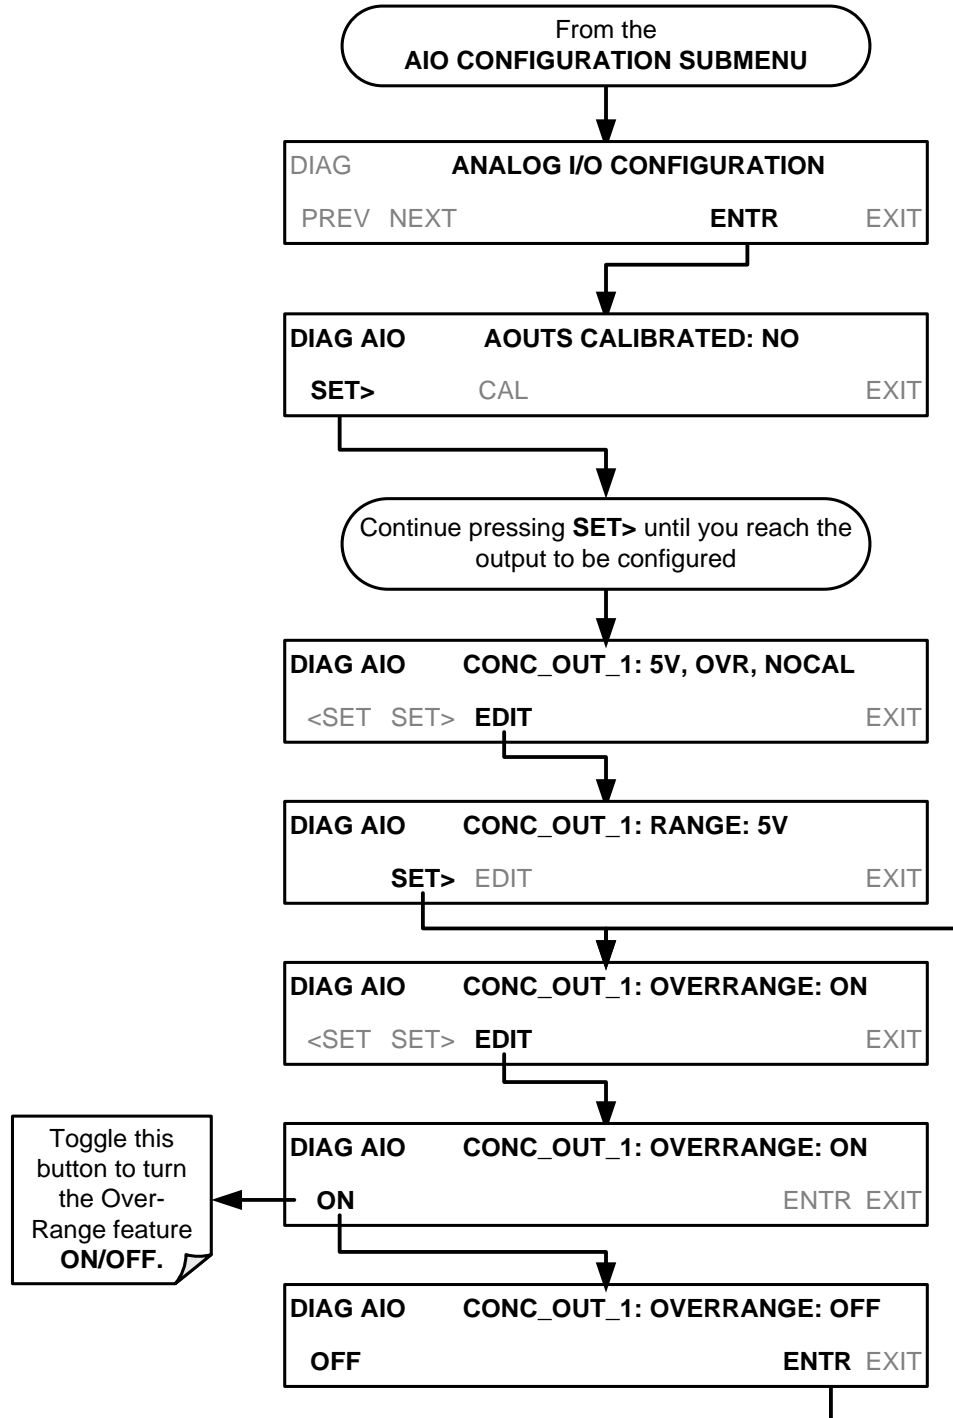 From the
AIO CONFIGURATION SUBMENU
DIAG ANALOG I/O CONFIGURATION
PREV NEXT ENTR EXIT
DIAG AIO AOUTS CALIBRATED: NO
SET> CAL EXIT
Continue pressing SET> until you reach the
output to be configured
DIAG AIO CONC_OUT_1: 5V, OVR, NOCAL
<SET SET> EDIT EXIT
DIAG AIO CONC_OUT_1: RANGE: 5V
SET> EDIT EXIT
DIAG AIO CONC_OUT_1: OVERRANGE: ON
<SET SET> EDIT EXIT
Toggle this
button to turn
the Over-
Range feature
ON/OFF.
DIAG AIO CONC_OUT_1: OVERRANGE: ON
ON ENTR EXIT
DIAG AIO CONC_OUT_1: OVERRANGE: OFF
OFF ENTR EXIT